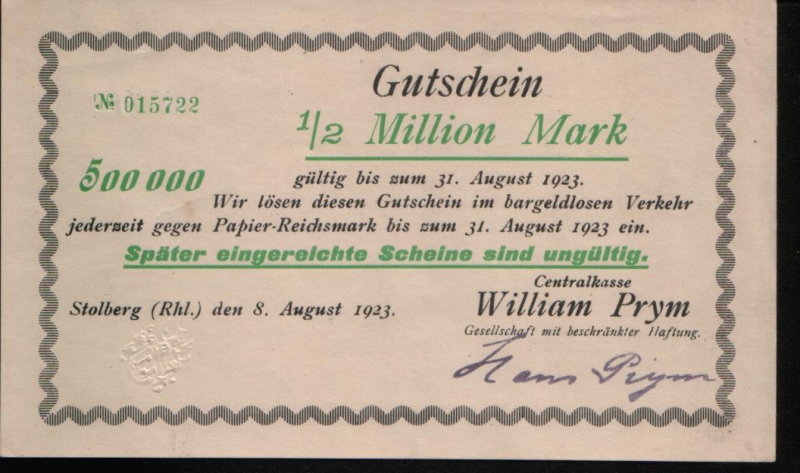 Gutschein
№ 015722
1/2 Million Mark
500 000
gültig bis zum 31. August 1923.
Wir lösen diesen Gutschein im bargeldlosen Verkehr
jederzeit gegen Papier-Reichsmark bis zum 31. August 1923 ein.
Später eingereichte Scheine sind ungültig.
Centralkasse
Stolberg (Rhl.) den 8. August 1923.
William Prym
Gesellschaft mit beschränkter Haftung.
Hans Prym